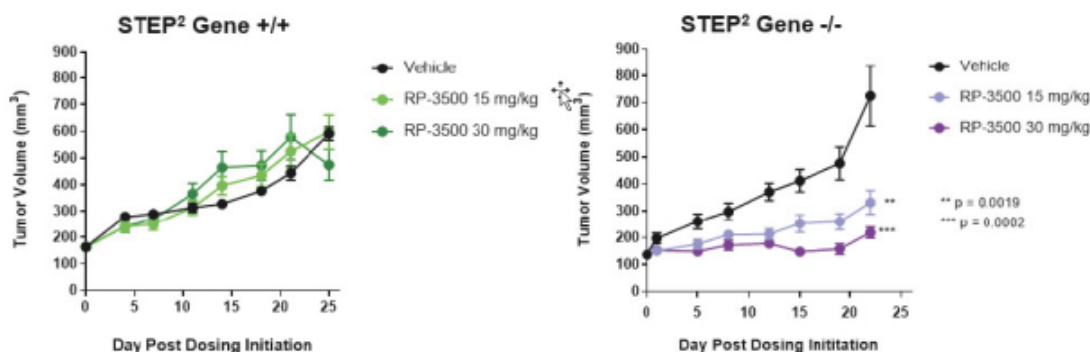 STEP² Gene +/+
900
800
700
600
500
400
300
200
100
0
Tumor Volume (mm³)
0 5 10 15 20 25
Day Post Dosing Initiation
Vehicle
RP-3500 15 mg/kg
RP-3500 30 mg/kg
STEP² Gene -/-
900
800
700
600
500
400
300
200
100
0
Tumor Volume (mm³)
0 5 10 15 20 25
Day Post Dosing Inititation
Vehicle
RP-3500 15 mg/kg
RP-3500 30 mg/kg
**
***
** p = 0.0019
*** p = 0.0002